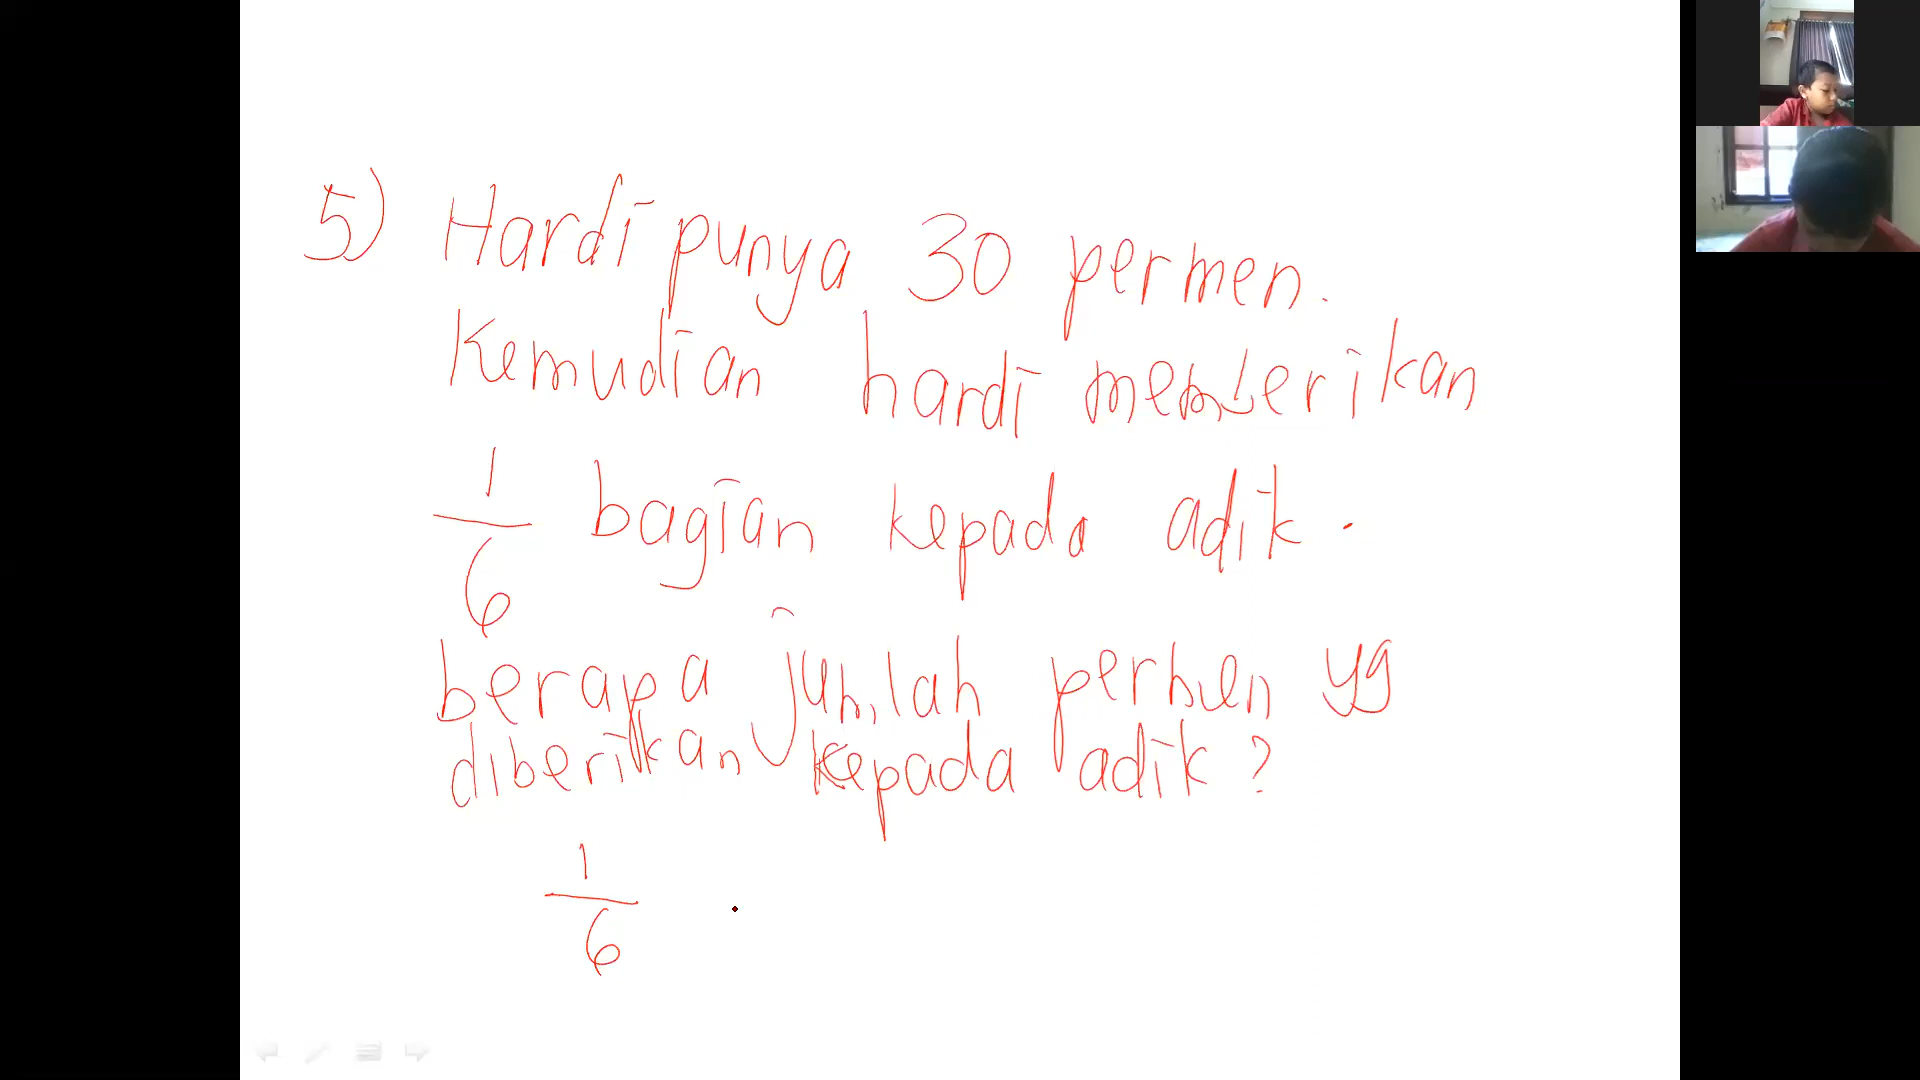 5) Hardi punya 30 permen.
Kemudian hardi memberikan
1/6 bagian kepada adik.
berapa jumlah permen yg
diberikan kepada adik?
1/6